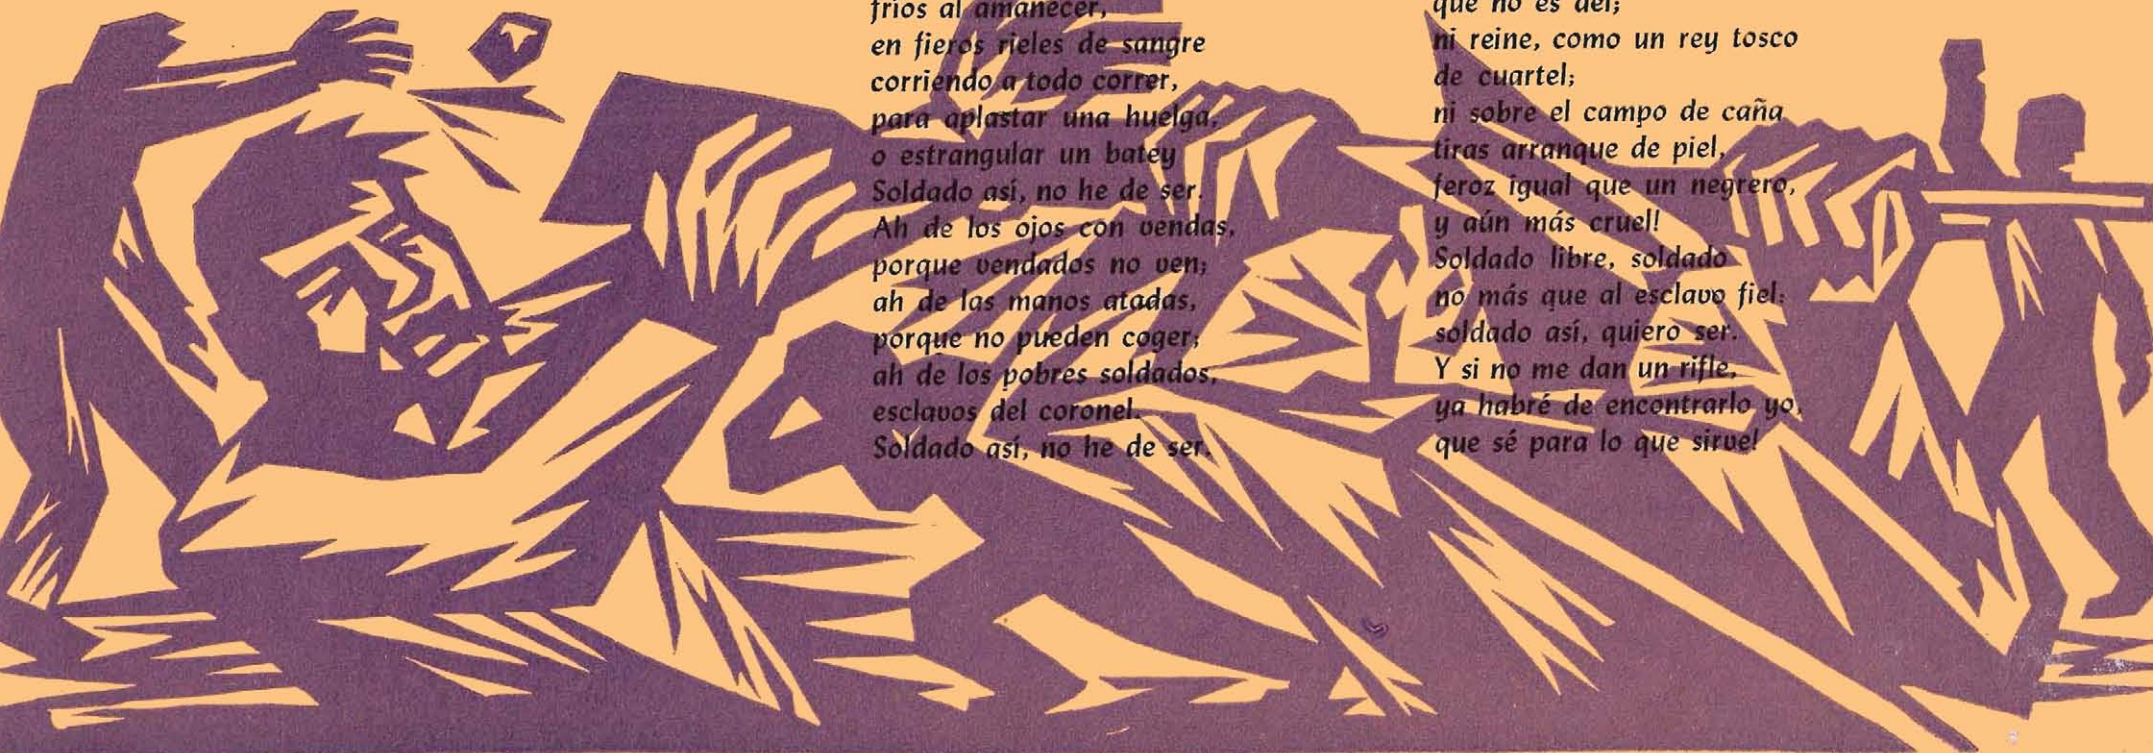 fríos al amanecer,
en fieros rieles de sangre
corriendo a todo correr,
para aplastar una huelga,
o estrangular un batey
Soldado así, no he de ser.
Ah de los ojos con vendas,
porque vendados no ven;
ah de las manos atadas,
porque no pueden coger;
ah de los pobres soldados,
esclavos del coronel.
Soldado así, no he de ser.
que no es del;
ni reine, como un rey tosco
de cuartel;
ni sobre el campo de caña
tiras arranque de piel,
feroz igual que un negrero,
y aún más cruel!
Soldado libre, soldado
no más que al esclavo fiel:
soldado así, quiero ser.
Y si no me dan un rifle,
ya habré de encontrarlo yo,
que sé para lo que sirve!